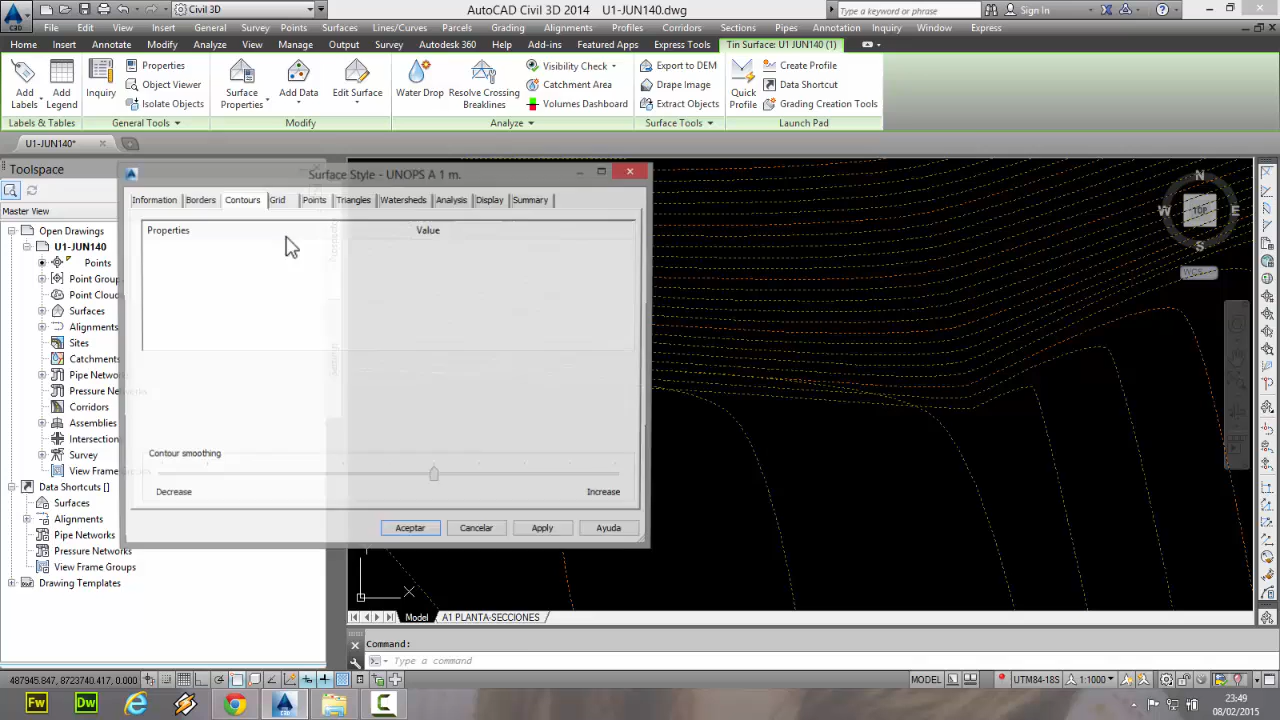 Civil 3D
AutoCAD Civil 3D 2014 U1-JUN140.dwg
Type a keyword or phrase
Sign In
File Edit View Insert General Survey Points Surfaces Lines/Curves Parcels Grading Alignments Profiles Corridors Sections Pipes Annotation Inquiry Window Express
Home Insert Annotate Modify Analyze View Manage Output Survey Autodesk 360 Help Add-ins Featured Apps Express Tools Tin Surface: U1 JUN140 (1)
Add Labels
Add Legend
Inquiry
Properties
Object Viewer
Isolate Objects
Surface Properties
Add Data
Edit Surface
Water Drop
Resolve Crossing Breaklines
Visibility Check
Catchment Area
Volumes Dashboard
Export to DEM
Drape Image
Extract Objects
Quick Profile
Create Profile
Data Shortcut
Grading Creation Tools
Labels & Tables General Tools Modify Analyze Surface Tools Launch Pad
U1-JUN140*
Toolspace
Master View
Open Drawings
U1-JUN140
Points
Point Group
Point Clou
Surfaces
Alignments
Sites
Catchments
Pipe Netwo
Pressure Networks
Corridors
Assemblies
Intersection
Survey
View Frame
Data Shortcuts []
Surfaces
Alignments
Pipe Networks
Pressure Networks
View Frame Groups
Drawing Templates
Surface Style - UNOPS A 1 m.
Information Borders Contours Grid Points Triangles Watersheds Analysis Display Summary
Properties Value
Contour smoothing
Decrease Increase
Aceptar Cancelar Apply Ayuda
N
W TOP E
S
WCS
Y
X
Model A1 PLANTA-SECCIONES
Command:
Type a command
487945.847, 8723740.817, 0.000
MODEL
UTM84-18S
1:1000
Fw Dw
23:49
08/02/2015